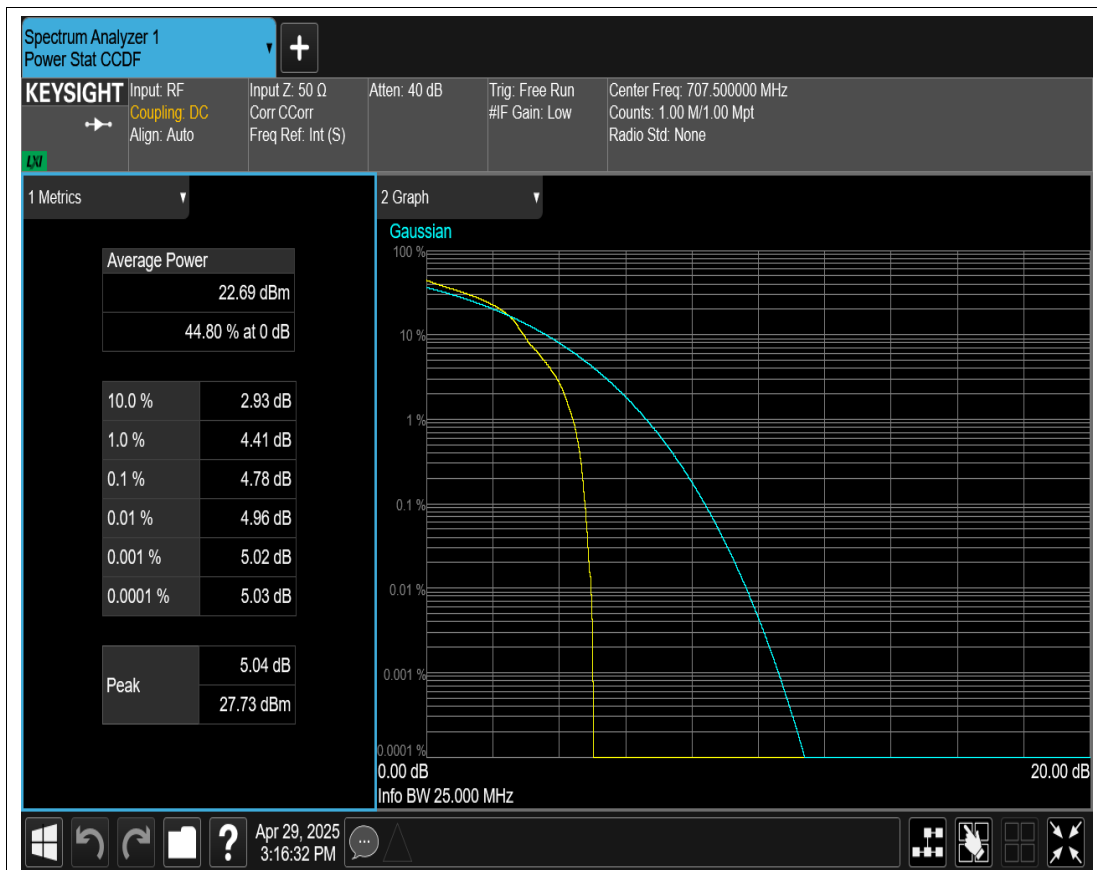 Spectrum Analyzer 1
Power Stat CCDF
+
KEYSIGHT
LXI
Input: RF
Coupling: DC
Align: Auto
Input Z: 50 Ω
Corr CCorr
Freq Ref: Int (S)
Atten: 40 dB
Trig: Free Run
#IF Gain: Low
Center Freq: 707.500000 MHz
Counts: 1.00 M/1.00 Mpt
Radio Std: None
1 Metrics
Average Power
22.69 dBm
44.80 % at 0 dB
10.0 % 2.93 dB
1.0 % 4.41 dB
0.1 % 4.78 dB
0.01 % 4.96 dB
0.001 % 5.02 dB
0.0001 % 5.03 dB
Peak
5.04 dB
27.73 dBm
2 Graph
Gaussian
100 %
10 %
1 %
0.1 %
0.01 %
0.001 %
0.0001 %
0.00 dB 20.00 dB
Info BW 25.000 MHz
?
Apr 29, 2025
3:16:32 PM